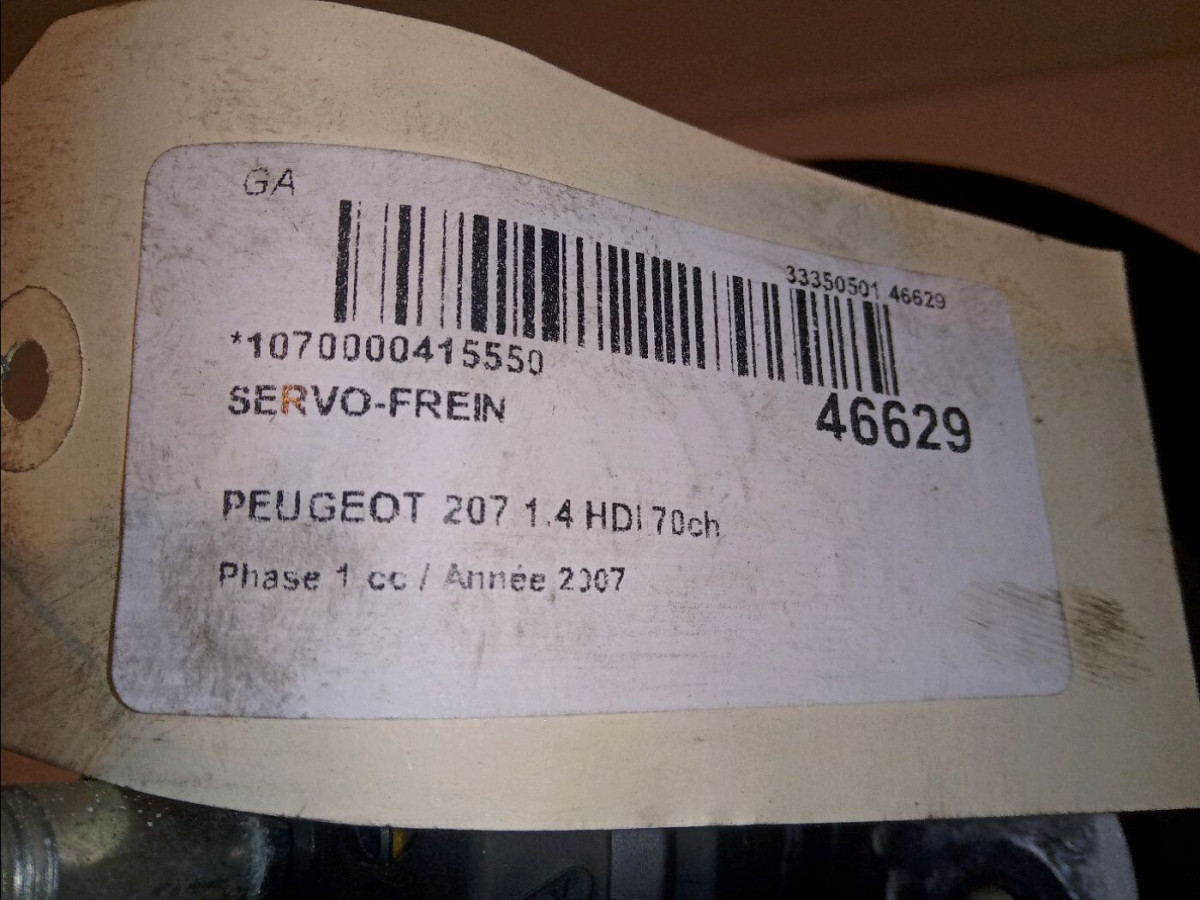 GA
33350501 46629
*1070000415550
SERVO-FREIN
46629
PEUGEOT 207 1.4 HDI 70ch
Phase 1 cc / Année 2007